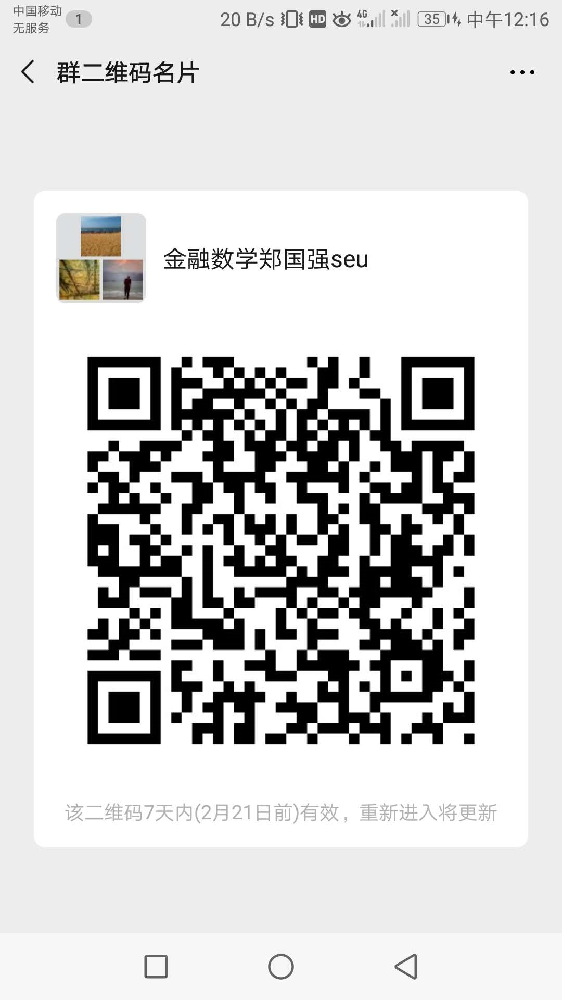 中国移动 1
无服务
20 B/s HD 4G 35 中午12:16
群二维码名片
金融数学郑国强seu
该二维码7天内(2月21日前)有效，重新进入将更新